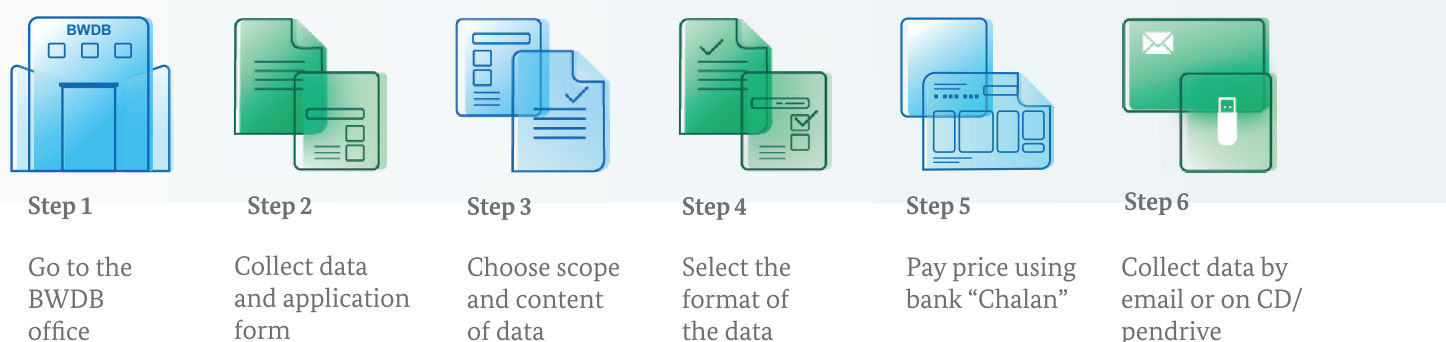 BWDB
Step 1
Go to the
BWDB
office
Step 2
Collect data
and application
form
Step 3
Choose scope
and content
of data
Step 4
Select the
format of
the data
Step 5
Pay price using
bank “Chalan”
Step 6
Collect data by
email or on CD/
pendrive